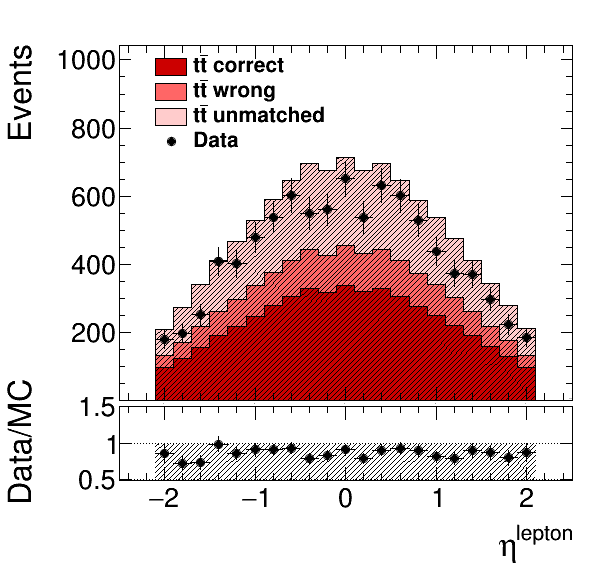 Events
1000
800
600
400
200
tt̄ correct
tt̄ wrong
tt̄ unmatched
Data
Data/MC
1.5
1
0.5
−2 −1 0 1 2
η^lepton